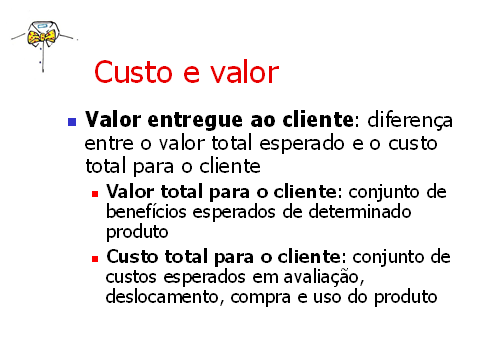 Custo e valor
Valor entregue ao cliente: diferença
entre o valor total esperado e o custo
total para o cliente
Valor total para o cliente: conjunto de
benefícios esperados de determinado
produto
Custo total para o cliente: conjunto de
custos esperados em avaliação,
deslocamento, compra e uso do produto